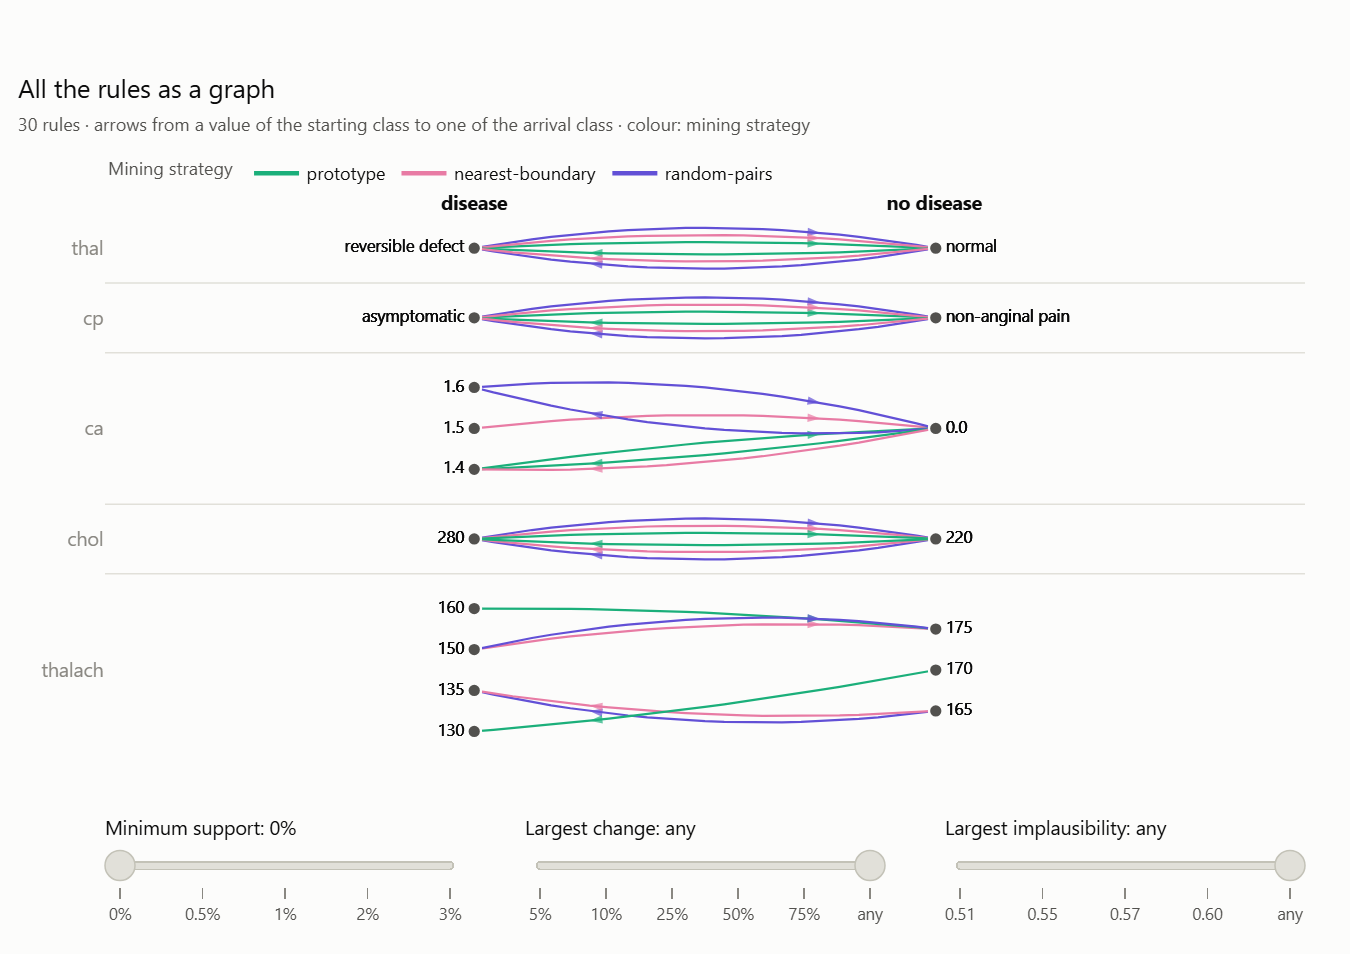 All the rules as a graph
30 rules · arrows from a value of the starting class to one of the arrival class · colour: mining strategy
Mining strategy prototype nearest-boundary random-pairs
disease no disease
thal reversible defect normal
cp asymptomatic non-anginal pain
1.6
ca 1.5 0.0
1.4
chol 280 220
160
175
150
thalach 170
135
165
130
Minimum support: 0% Largest change: any Largest implausibility: any
0% 0.5% 1% 2% 3% 5% 10% 25% 50% 75% any 0.51 0.55 0.57 0.60 any